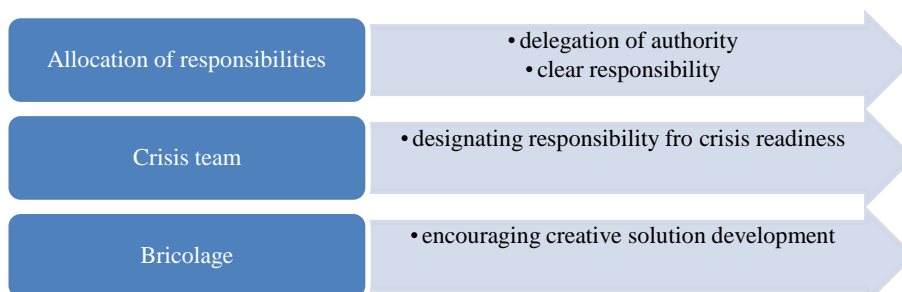 Allocation of responsibilities
• delegation of authority
• clear responsibility
Crisis team
• designating responsibility fro crisis readiness
Bricolage
• encouraging creative solution development